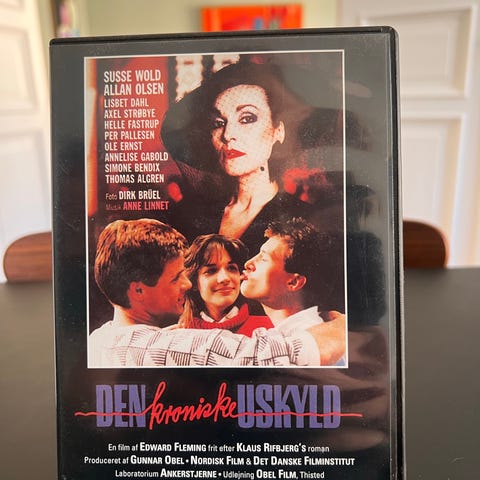 SUSSE WOLD
ALLAN OLSEN
LISBET DAHL
AXEL STRØBYE
HELLE FASTRUP
PER PALLESEN
OLE ERNST
ANNELISE GABOLD
SIMONE BENDIX
THOMAS ALGREN
Foto DIRK BRÜEL
Musik ANNE LINNET
DEN kroniske USKYLD
En film af EDWARD FLEMING frit efter KLAUS RIFBJERG's roman
Produceret af GUNNAR OBEL • NORDISK FILM & DET DANSKE FILMINSTITUT
Laboratorium ANKERSTJERNE • Udlejning OBEL FILM, Thisted